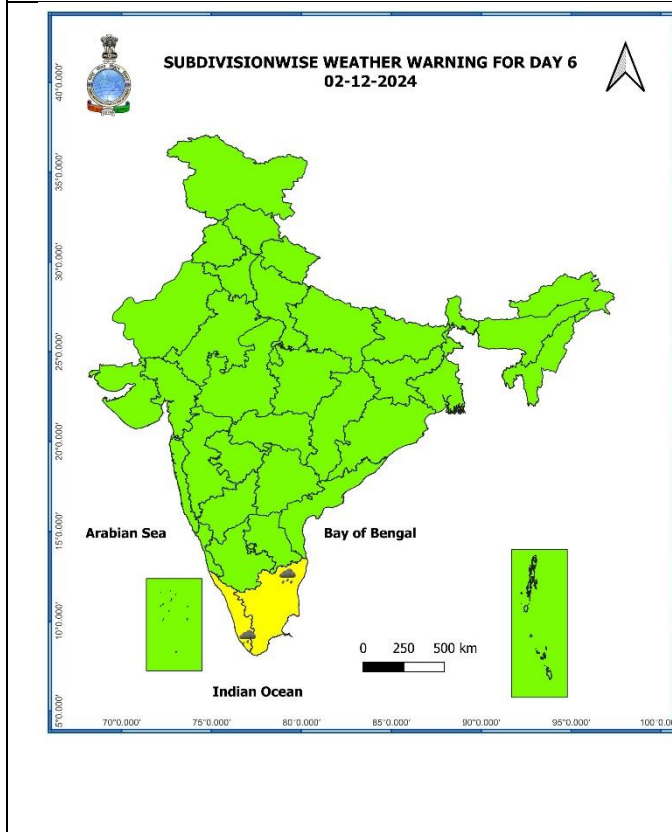 SUBDIVISIONWISE WEATHER WARNING FOR DAY 6
02-12-2024
40°0.000'
35°0.000'
30°0.000'
25°0.000'
20°0.000'
15°0.000'
10°0.000'
5°0.000'
Arabian Sea
Bay of Bengal
0 250 500 km
Indian Ocean
70°0.000' 75°0.000' 80°0.000' 85°0.000' 90°0.000' 95°0.000' 100°0.0